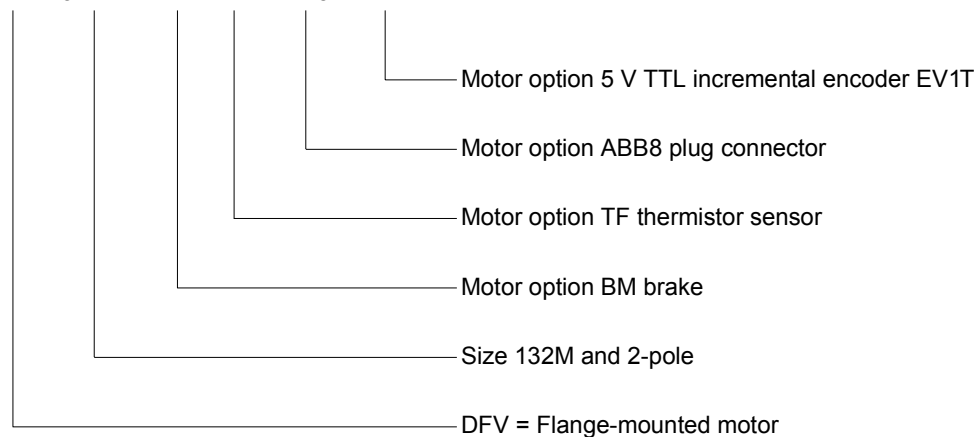 Motor option 5 V TTL incremental encoder EV1T
Motor option ABB8 plug connector
Motor option TF thermistor sensor
Motor option BM brake
Size 132M and 2-pole
DFV = Flange-mounted motor